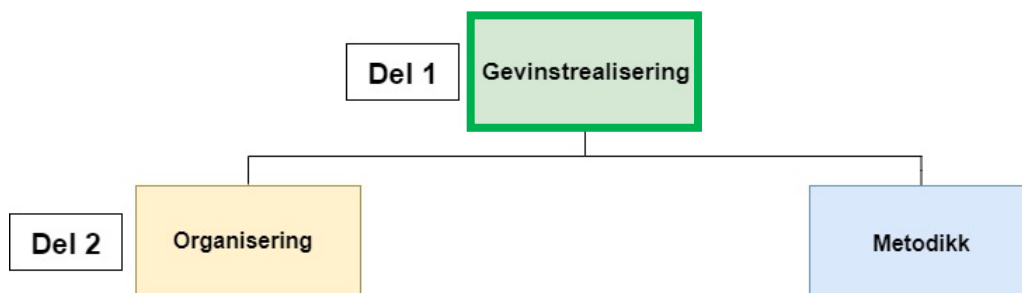 Del 1
Gevinstrealisering
Del 2
Organisering
Metodikk